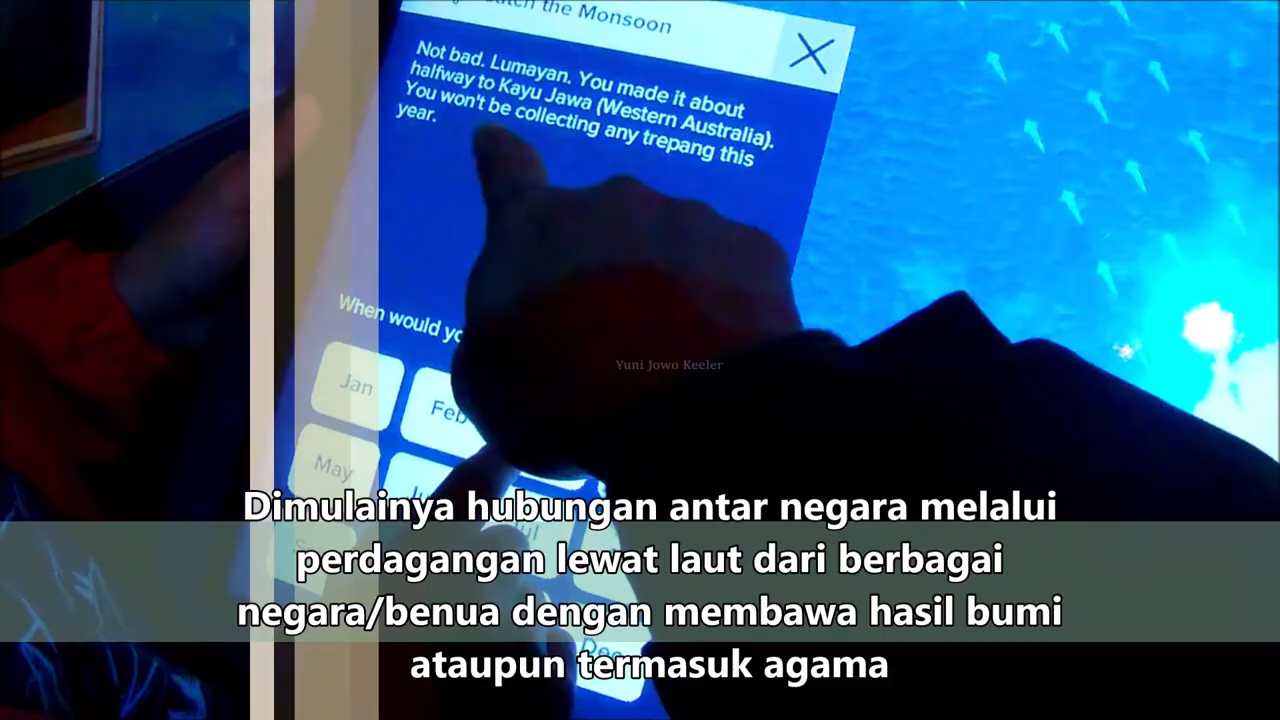 the Monsoon
Not bad. Lumayan. You made it about
halfway to Kayu Jawa (Western Australia).
You won't be collecting any trepang this
year.
When would
Yuni Jowo Keeler
Jan
Feb
May
Dimulainya hubungan antar negara melalui
perdagangan lewat laut dari berbagai
negara/benua dengan membawa hasil bumi
ataupun termasuk agama